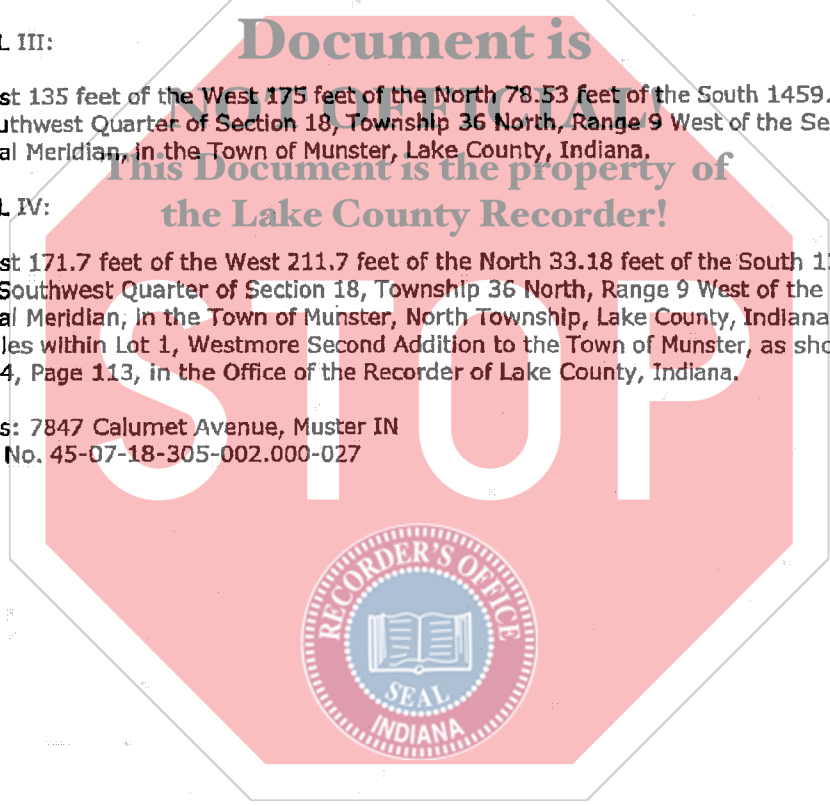 L III:
Document is
NOT OFFICIAL!
st 135 feet of the West 175 feet of the North 78.53 feet of the South 1459.
uthwest Quarter of Section 18, Township 36 North, Range 9 West of the Se
al Meridian, in the Town of Munster, Lake County, Indiana.
This Document is the property of
the Lake County Recorder!
L IV:
st 171.7 feet of the West 211.7 feet of the North 33.18 feet of the South 1
Southwest Quarter of Section 18, Township 36 North, Range 9 West of the
al Meridian, in the Town of Munster, North Township, Lake County, Indiana
les within Lot 1, Westmore Second Addition to the Town of Munster, as sho
4, Page 113, in the Office of the Recorder of Lake County, Indiana.
STOP
s: 7847 Calumet Avenue, Muster IN
No. 45-07-18-305-002.000-027
RECORDER'S OFFICE
SEAL
INDIANA